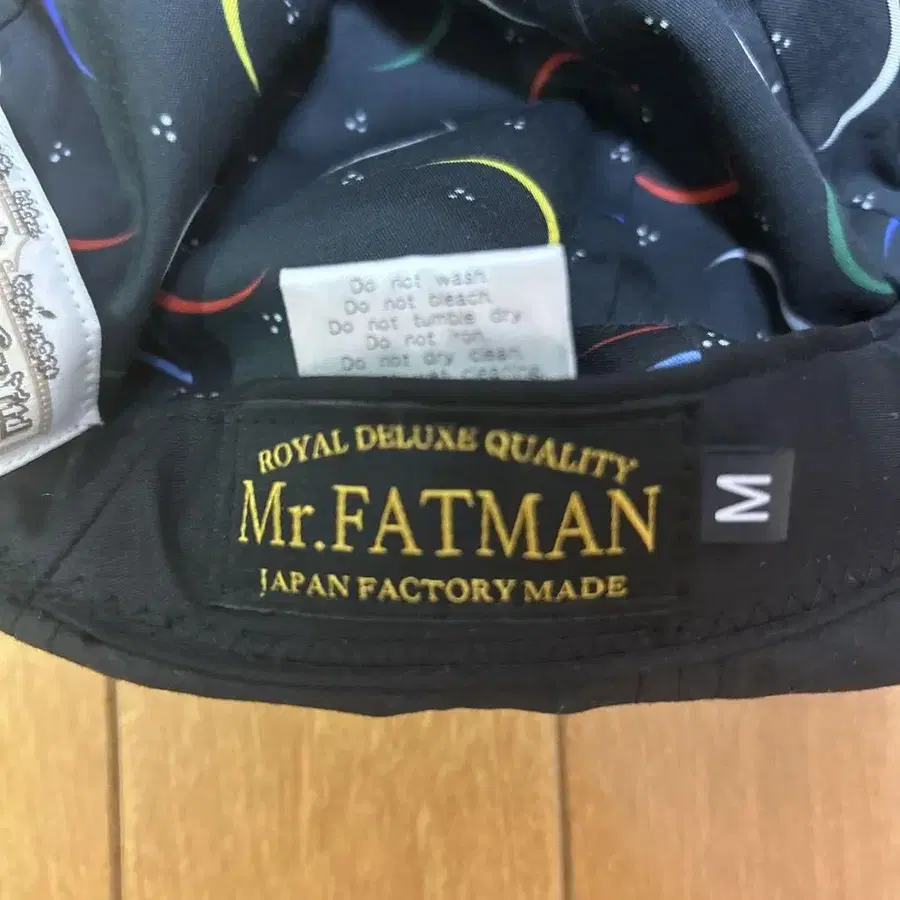 Do not wash
Do not bleach
Do not tumble dry
Do not iron
Do not dry clean
ROYAL DELUXE QUALITY
Mr.FATMAN
JAPAN FACTORY MADE
M